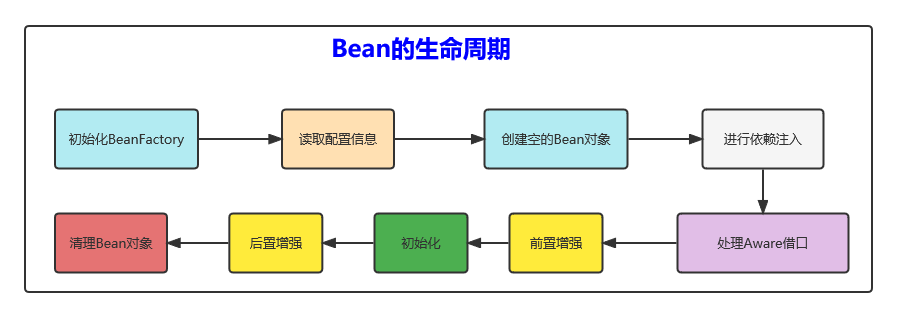 Bean的生命周期
初始化BeanFactory
读取配置信息
创建空的Bean对象
进行依赖注入
清理Bean对象
后置增强
初始化
前置增强
处理Aware借口